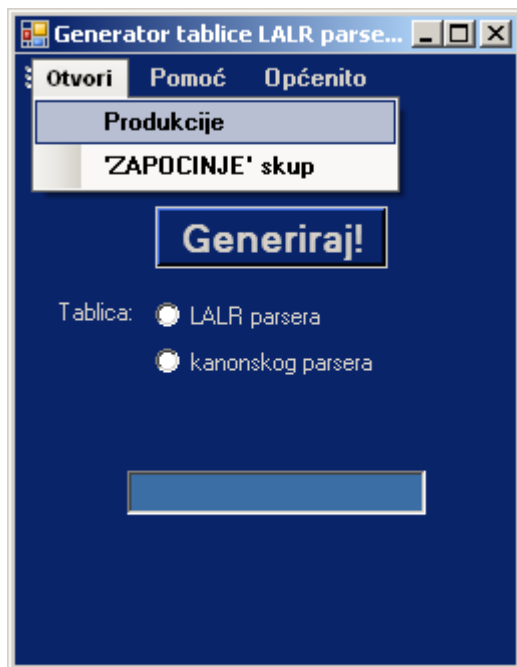 Generator tablice LALR parse...
Otvori Pomoć Općenito
Produkcije
'ZAPOCINJE' skup
Generiraj!
Tablica: LALR parsera
kanonskog parsera